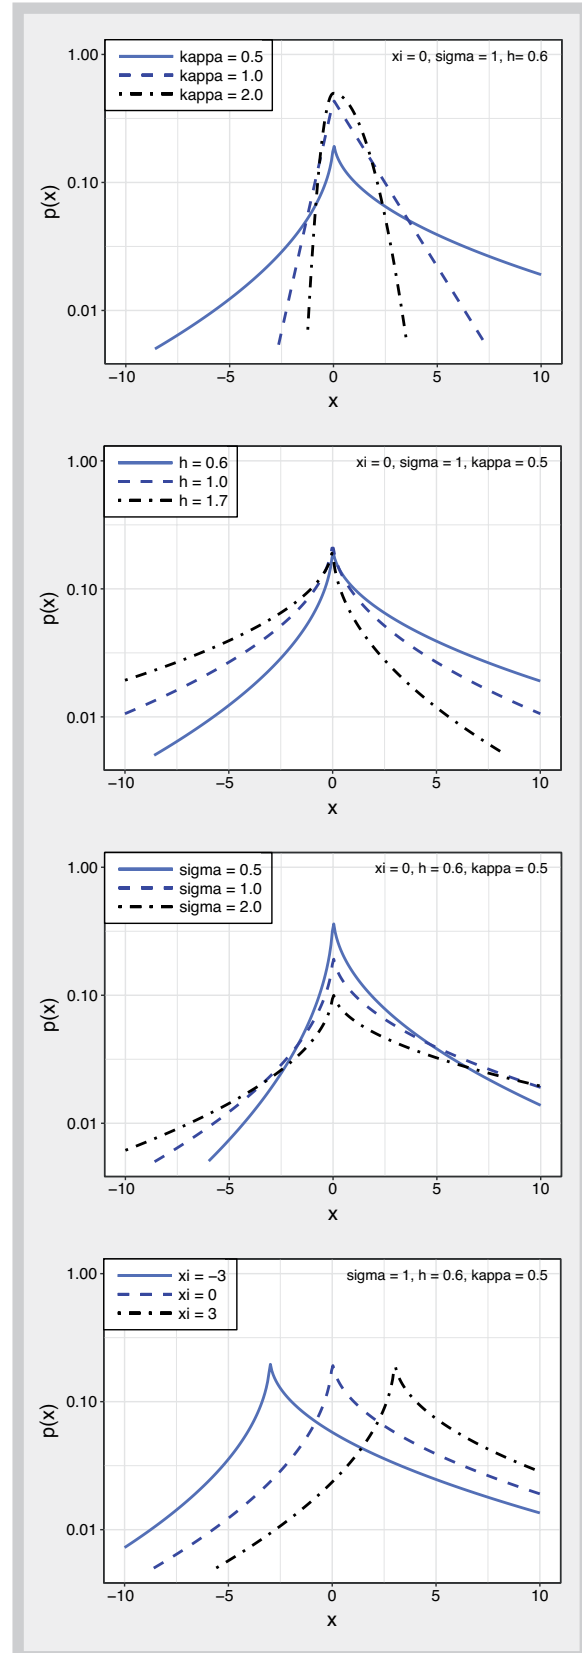 kappa = 0.5
kappa = 1.0
kappa = 2.0
xi = 0, sigma = 1, h= 0.6
1.00
0.10
0.01
p(x)
−10 −5 0 5 10
x
h = 0.6
h = 1.0
h = 1.7
xi = 0, sigma = 1, kappa = 0.5
1.00
0.10
0.01
p(x)
−10 −5 0 5 10
x
sigma = 0.5
sigma = 1.0
sigma = 2.0
xi = 0, h = 0.6, kappa = 0.5
1.00
0.10
0.01
p(x)
−10 −5 0 5 10
x
xi = −3
xi = 0
xi = 3
sigma = 1, h = 0.6, kappa = 0.5
1.00
0.10
0.01
p(x)
−10 −5 0 5 10
x